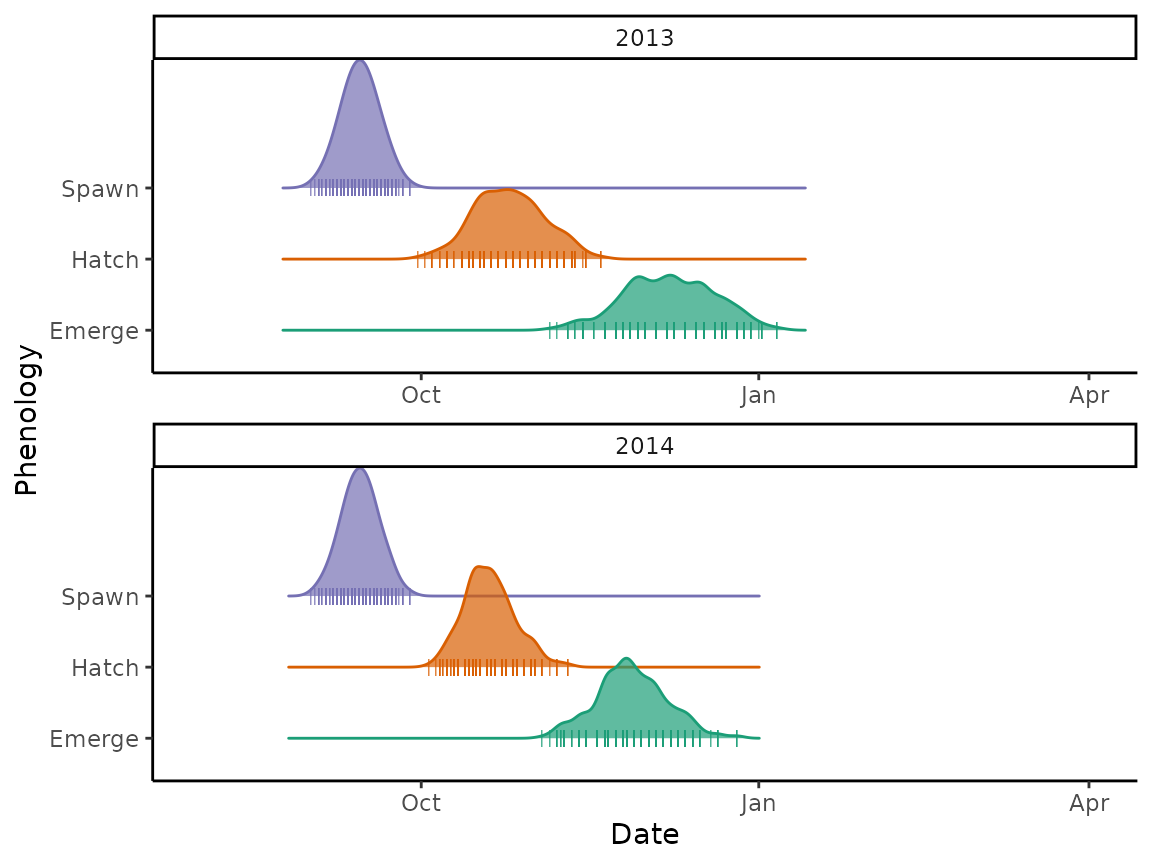 2013
Spawn
Hatch
Emerge
Oct Jan Apr
Phenology
2014
Spawn
Hatch
Emerge
Oct Jan Apr
Date